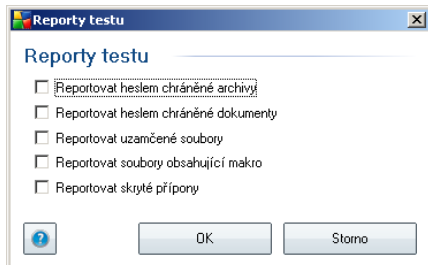 Reporty testu
Reporty testu
Reportovat heslem chráněné archivy
Reportovat heslem chráněné dokumenty
Reportovat uzamčené soubory
Reportovat soubory obsahující makro
Reportovat skryté přípony
? OK Storno